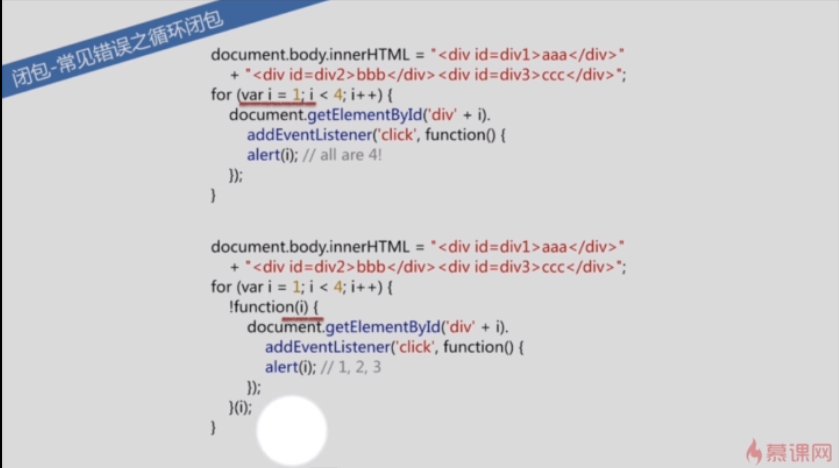 闭包-常见错误之循环闭包
document.body.innerHTML = "<div id=div1>aaa</div>"
+ "<div id=div2>bbb</div><div id=div3>ccc</div>";
for (var i = 1; i < 4; i++) {
document.getElementById('div' + i).
addEventListener('click', function() {
alert(i); // all are 4!
});
}
document.body.innerHTML = "<div id=div1>aaa</div>"
+ "<div id=div2>bbb</div><div id=div3>ccc</div>";
for (var i = 1; i < 4; i++) {
!function(i) {
document.getElementById('div' + i).
addEventListener('click', function() {
alert(i); // 1, 2, 3
});
}(i);
}
慕课网